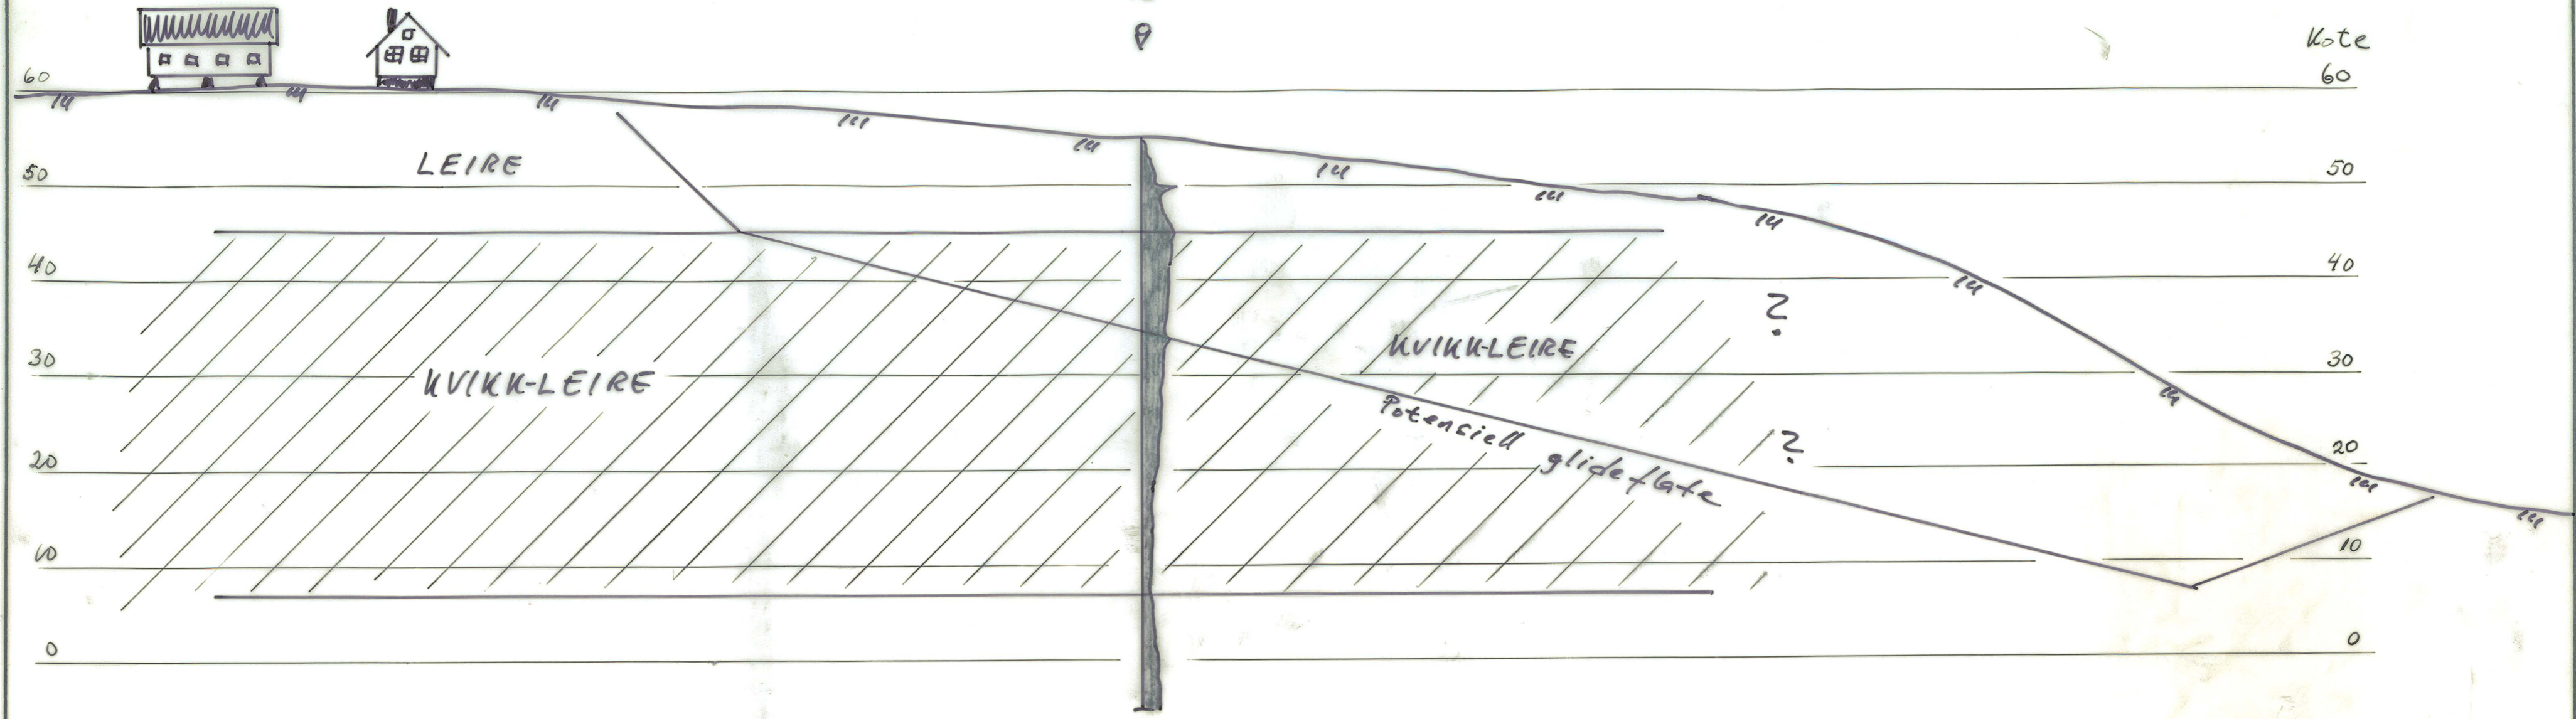 Kote
60 60
LEIRE
50 50
40 40
?
KVIKK-LEIRE
30 30
KVIKK-LEIRE
Potensiell glideflate
?
20 20
10 10
0 0